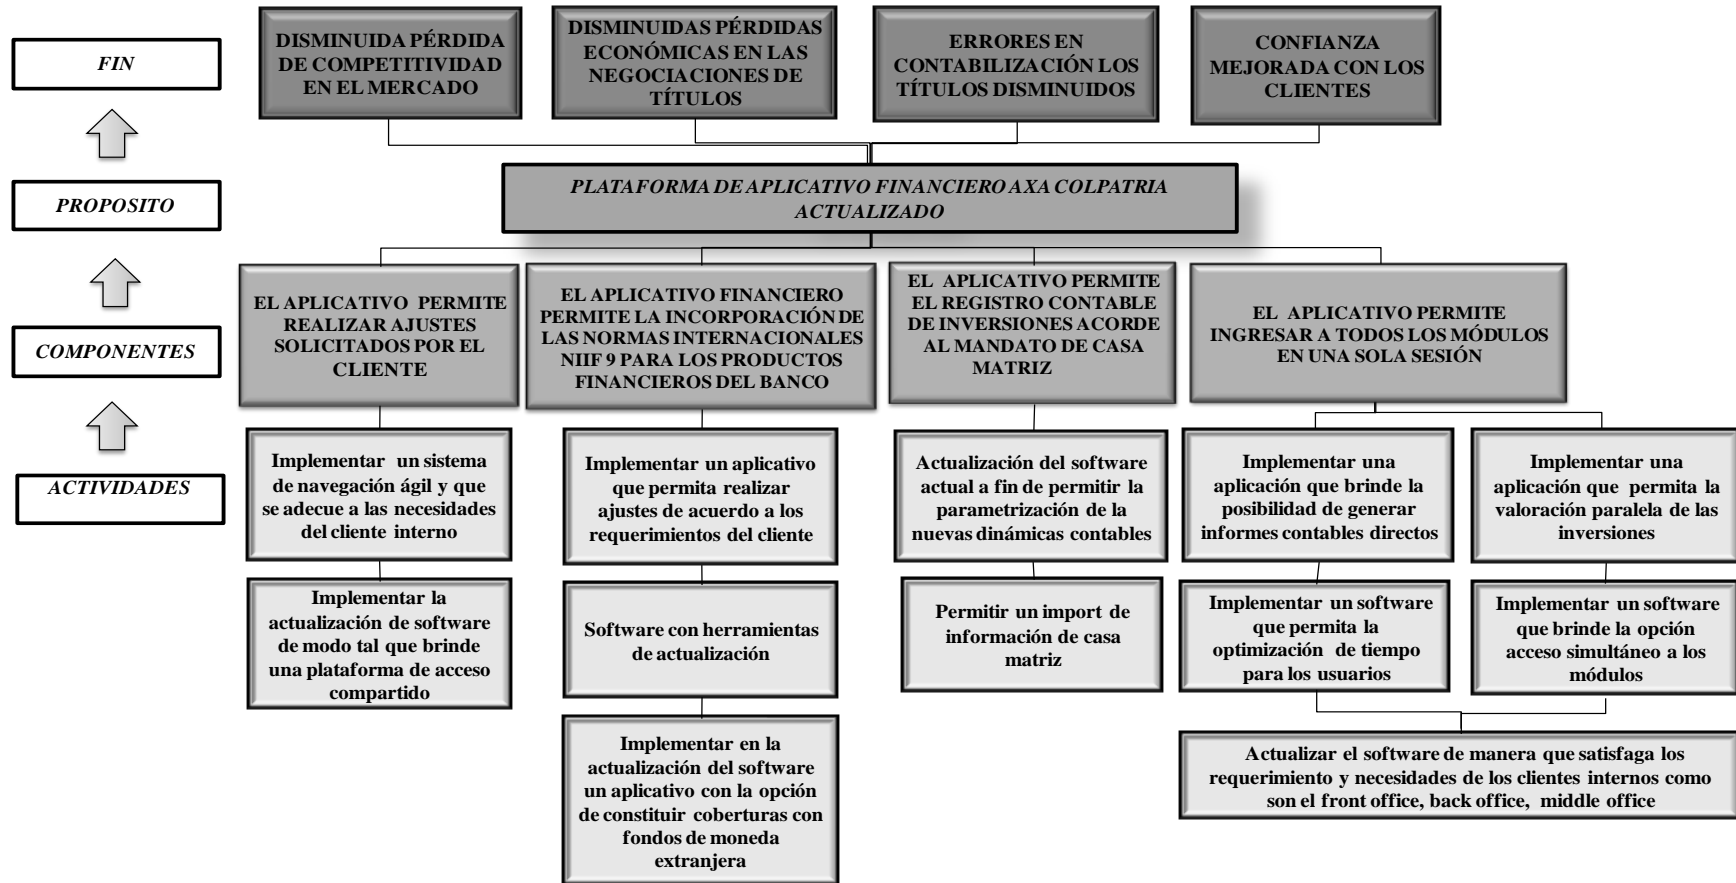 FIN
DISMINUIDA PÉRDIDA
DE COMPETITIVIDAD
EN EL MERCADO
DISMINUIDAS PÉRDIDAS
ECONÓMICAS EN LAS
NEGOCIACIONES DE
TÍTULOS
ERRORES EN
CONTABILIZACIÓN LOS
TÍTULOS DISMINUIDOS
CONFIANZA
MEJORADA CON LOS
CLIENTES
PROPOSITO
PLATAFORMA DE APLICATIVO FINANCIERO AXA COLPATRIA
ACTUALIZADO
COMPONENTES
EL APLICATIVO PERMITE
REALIZAR AJUSTES
SOLICITADOS POR EL
CLIENTE
EL APLICATIVO FINANCIERO
PERMITE LA INCORPORACIÓN DE
LAS NORMAS INTERNACIONALES
NIIF 9 PARA LOS PRODUCTOS
FINANCIEROS DEL BANCO
EL APLICATIVO PERMITE
EL REGISTRO CONTABLE
DE INVERSIONES ACORDE
AL MANDATO DE CASA
MATRIZ
EL APLICATIVO PERMITE
INGRESAR A TODOS LOS MÓDULOS
EN UNA SOLA SESIÓN
ACTIVIDADES
Implementar un sistema
de navegación ágil y que
se adecue a las necesidades
del cliente interno
Implementar un aplicativo
que permita realizar
ajustes de acuerdo a los
requerimientos del cliente
Actualización del software
actual a fin de permitir la
parametrización de la
nuevas dinámicas contables
Implementar una
aplicación que brinde la
posibilidad de generar
informes contables directos
Implementar una
aplicación que permita la
valoración paralela de las
inversiones
Implementar la
actualización de software
de modo tal que brinde
una plataforma de acceso
compartido
Software con herramientas
de actualización
Permitir un import de
información de casa
matriz
Implementar un software
que permita la
optimización de tiempo
para los usuarios
Implementar un software
que brinde la opción
acceso simultáneo a los
módulos
Implementar en la
actualización del software
un aplicativo con la opción
de constituir coberturas con
fondos de moneda
extranjera
Actualizar el software de manera que satisfaga los
requerimiento y necesidades de los clientes internos como
son el front office, back office, middle office